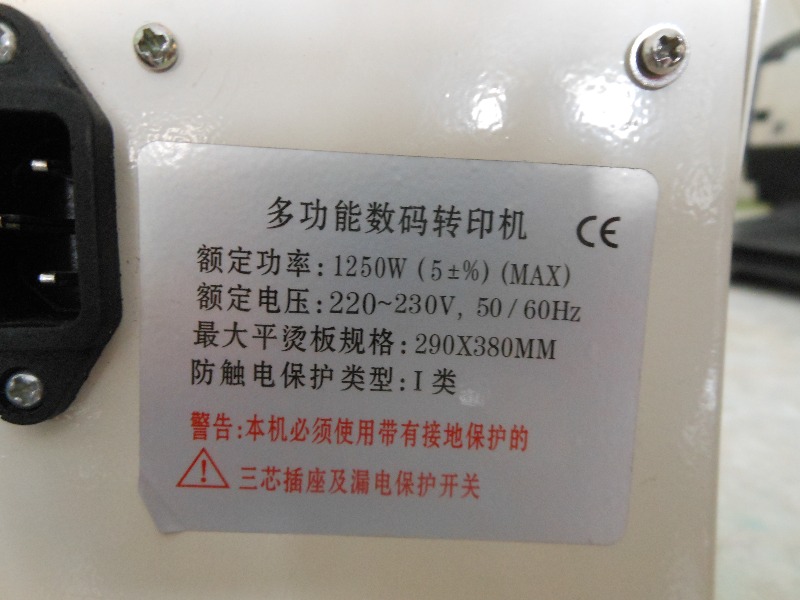 多功能数码转印机 CE
额定功率:1250W (5±%) (MAX)
额定电压:220~230V, 50/60Hz
最大平烫板规格:290X380MM
防触电保护类型:I类
警告:本机必须使用带有接地保护的
三芯插座及漏电保护开关